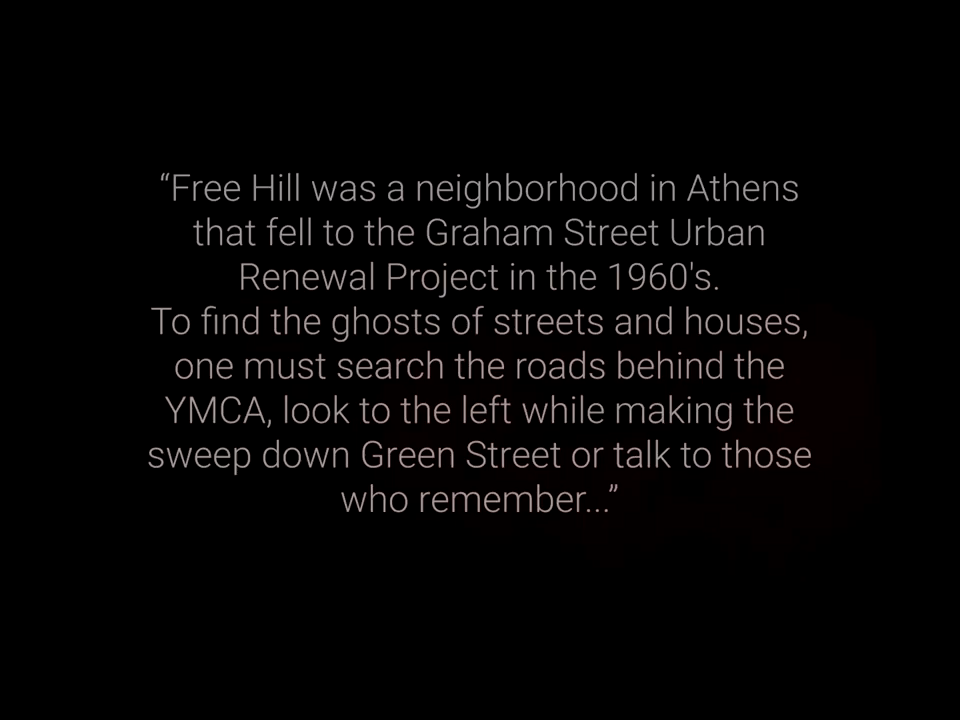 “Free Hill was a neighborhood in Athens
that fell to the Graham Street Urban
Renewal Project in the 1960's.
To find the ghosts of streets and houses,
one must search the roads behind the
YMCA, look to the left while making the
sweep down Green Street or talk to those
who remember...”